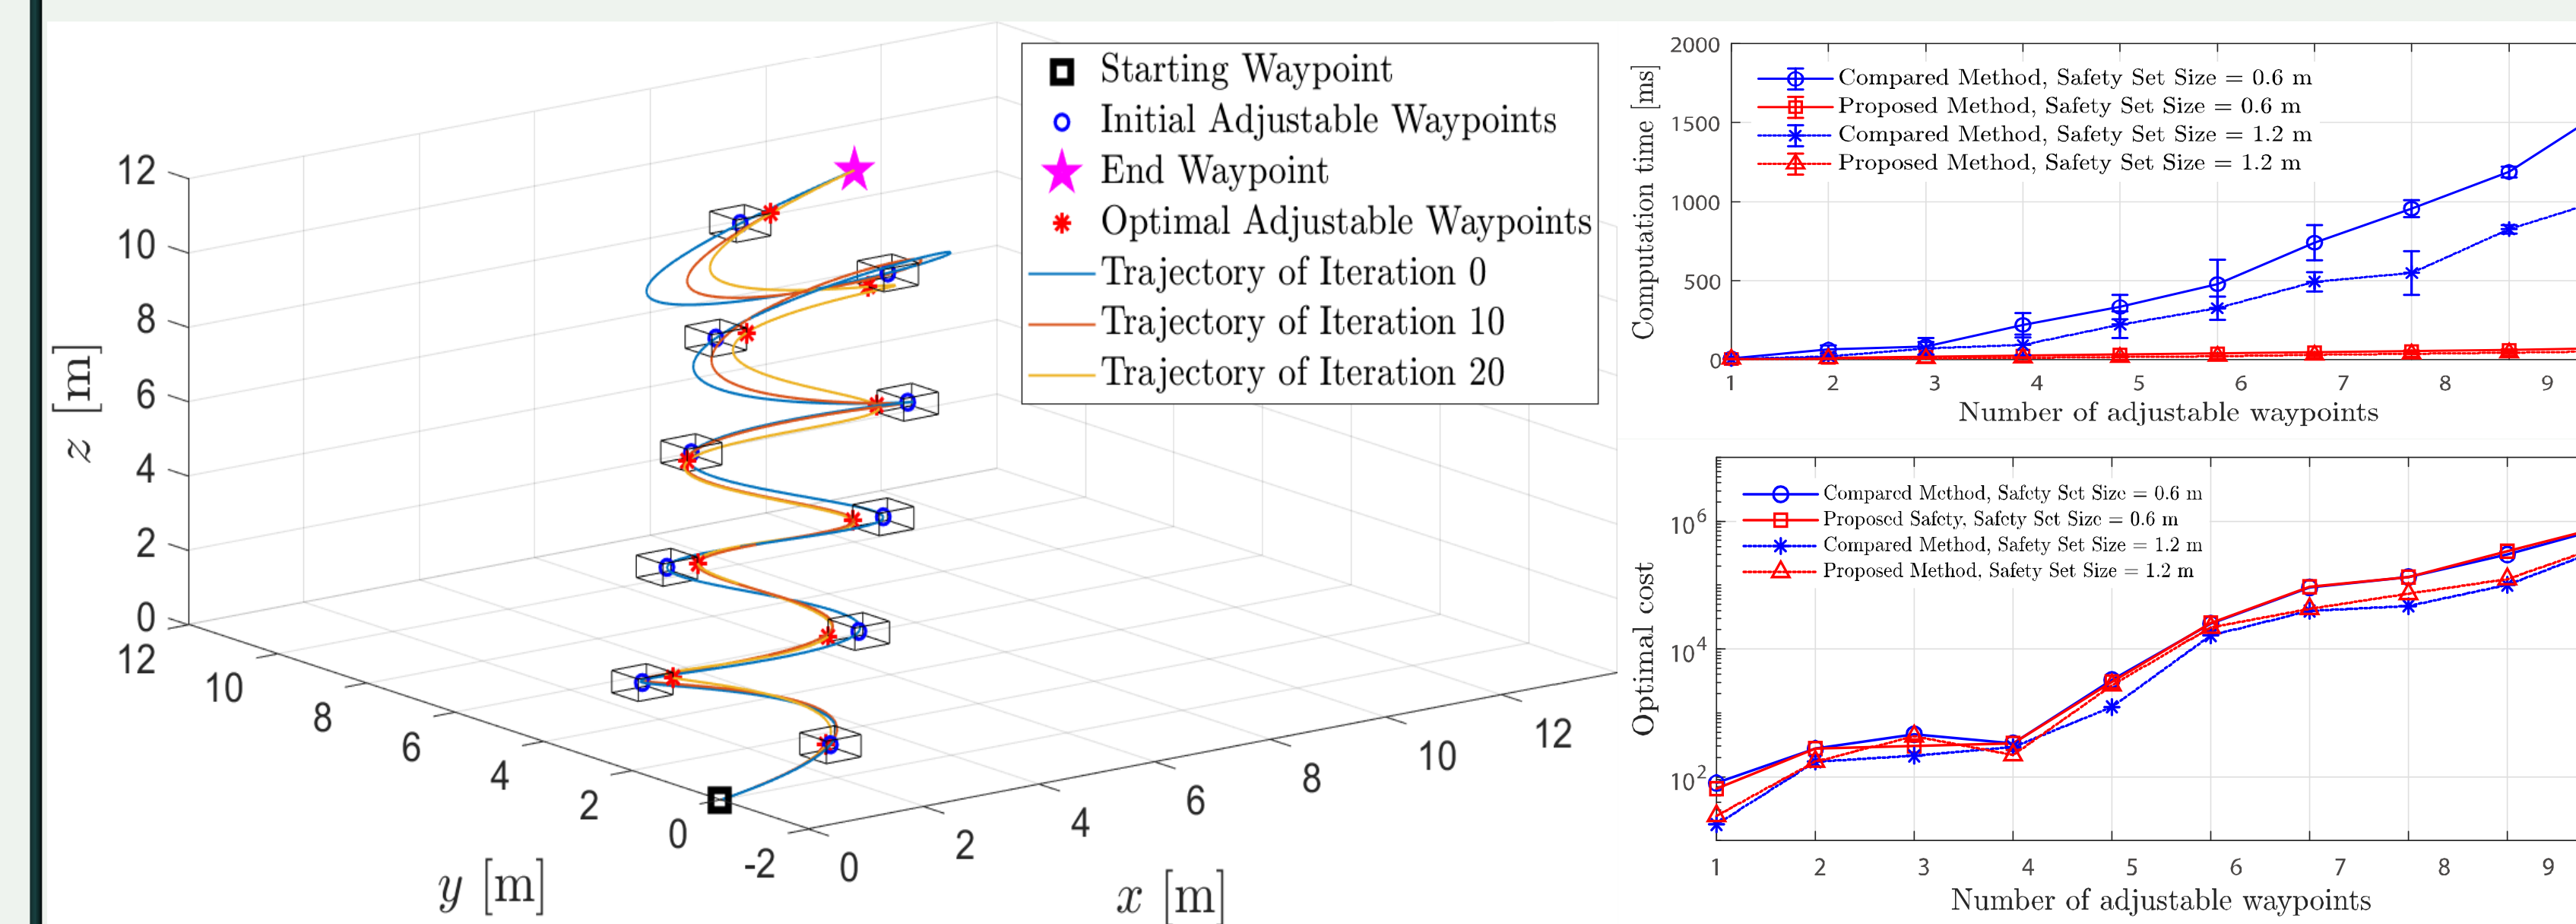 Starting Waypoint
Initial Adjustable Waypoints
End Waypoint
Optimal Adjustable Waypoints
Trajectory of Iteration 0
Trajectory of Iteration 10
Trajectory of Iteration 20
12
10
8
6
4
2
0
z [m]
12
10
8
6
4
2
0
-2
y [m]
0
2
4
6
8
10
12
x [m]
2000
1500
1000
500
0
Computation time [ms]
Compared Method, Safety Set Size = 0.6 m
Proposed Method, Safety Set Size = 0.6 m
Compared Method, Safety Set Size = 1.2 m
Proposed Method, Safety Set Size = 1.2 m
1 2 3 4 5 6 7 8 9
Number of adjustable waypoints
10^6
10^4
10^2
Optimal cost
Compared Method, Safety Set Size = 0.6 m
Proposed Safety, Safety Set Size = 0.6 m
Compared Method, Safety Set Size = 1.2 m
Proposed Method, Safety Set Size = 1.2 m
1 2 3 4 5 6 7 8 9
Number of adjustable waypoints